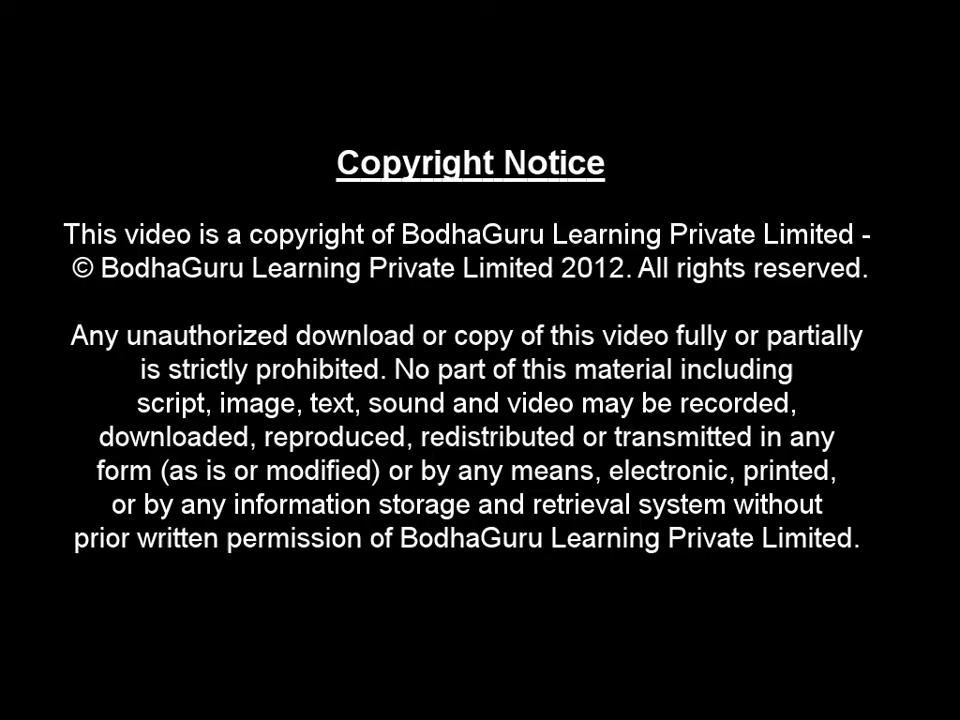 Copyright Notice
This video is a copyright of BodhaGuru Learning Private Limited -
© BodhaGuru Learning Private Limited 2012. All rights reserved.
Any unauthorized download or copy of this video fully or partially
is strictly prohibited. No part of this material including
script, image, text, sound and video may be recorded,
downloaded, reproduced, redistributed or transmitted in any
form (as is or modified) or by any means, electronic, printed,
or by any information storage and retrieval system without
prior written permission of BodhaGuru Learning Private Limited.